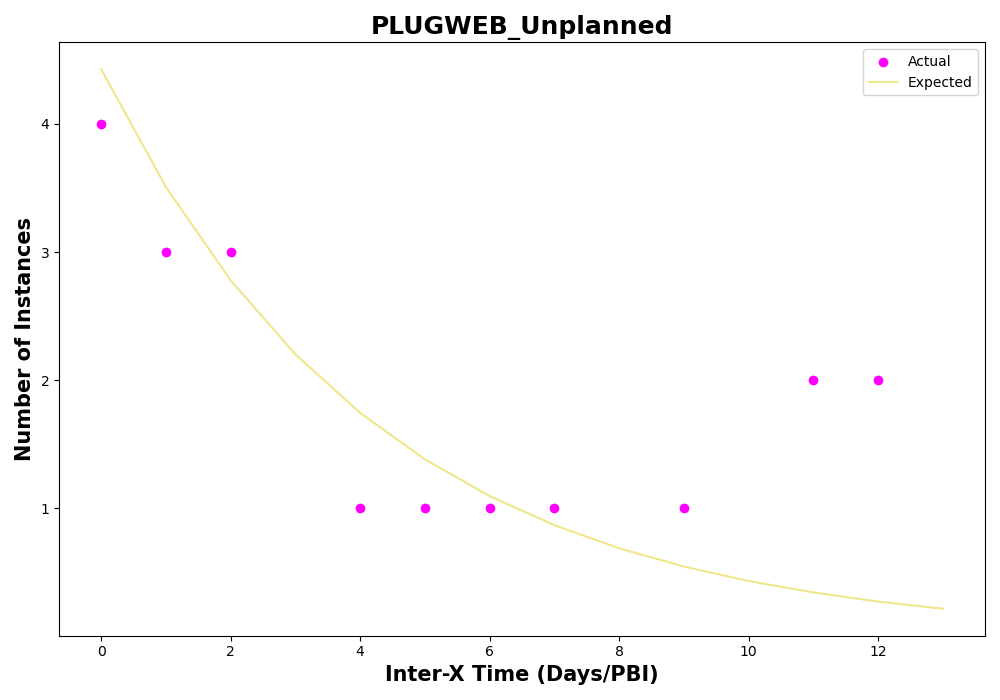 PLUGWEB_Unplanned
Actual
Expected
Number of Instances
4
3
2
1
0 2 4 6 8 10 12
Inter-X Time (Days/PBI)